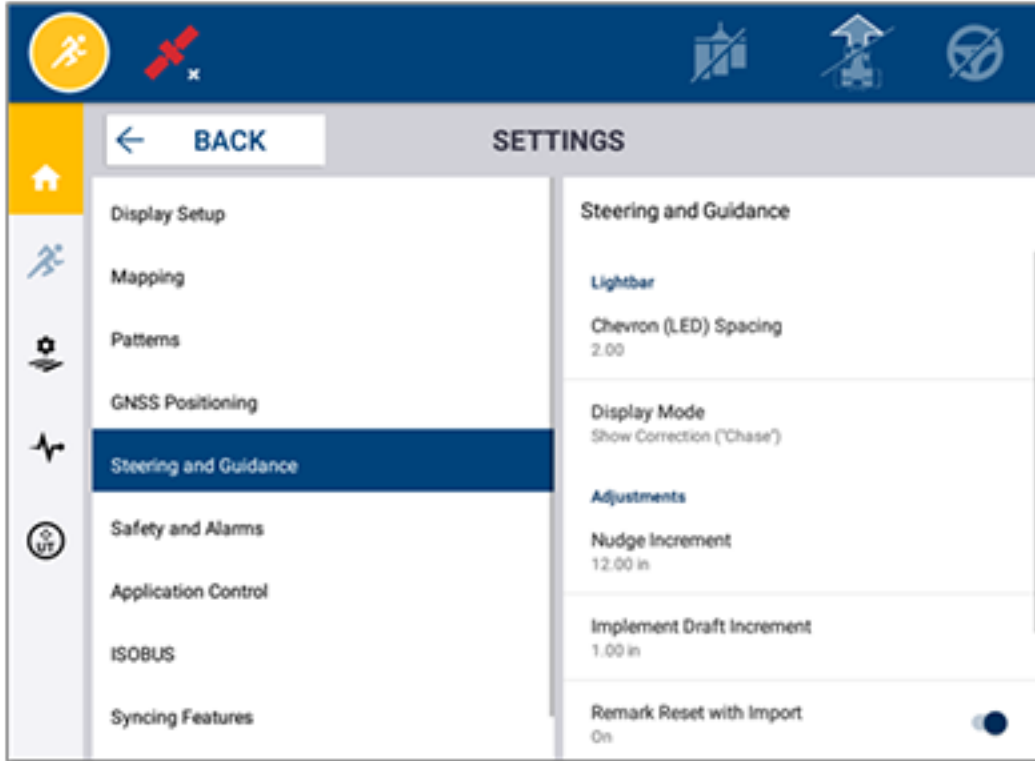 BACK
SETTINGS
Display Setup
Mapping
Patterns
GNSS Positioning
Steering and Guidance
Safety and Alarms
Application Control
ISOBUS
Syncing Features
Steering and Guidance
Lightbar
Chevron (LED) Spacing
2.00
Display Mode
Show Correction ("Chase")
Adjustments
Nudge Increment
12.00 in
Implement Draft Increment
1.00 in
Remark Reset with Import
On
UT